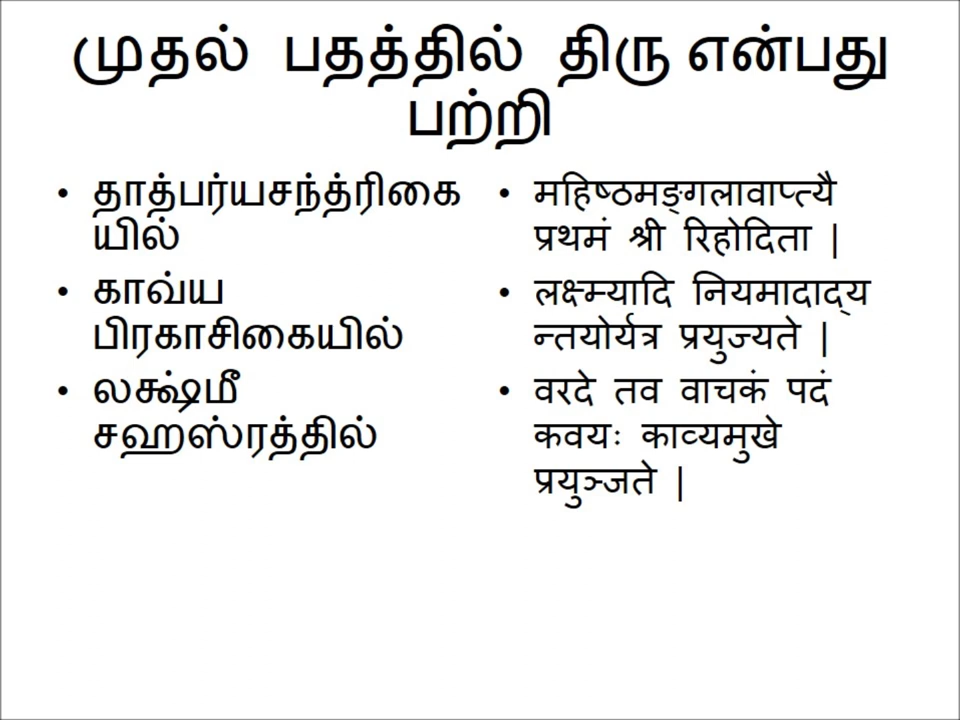 முதல் பதத்தில் திரு என்பது
பற்றி
• தாத்பர்யசந்த்ரிகை
யில்
• காவ்ய
பிரகாசிகையில்
• லக்ஷ்மீ
சஹஸ்ரத்தில்
• महिष्ठमङ्गलावाप्त्यै
प्रथमं श्री रिहोदिता |
• लक्ष्म्यादि नियमादाद्य
न्तयोर्यत्र प्रयुज्यते |
• वरदे तव वाचकं पदं
कवयः काव्यमुखे
प्रयुञ्जते |